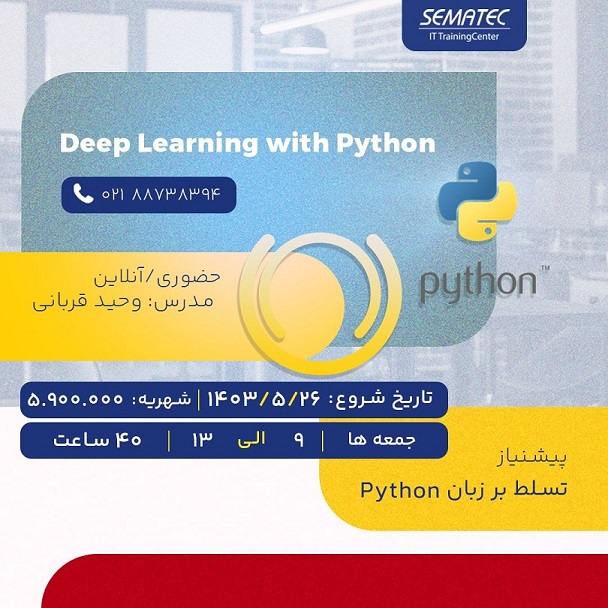 SEMATEC
IT TrainingCenter
Deep Learning with Python
۰۲۱ ۸۸۷۳۸۳۹۴
python™
حضوری/آنلاین
مدرس: وحید قربانی
تاریخ شروع: ۱۴۰۳/۵/۲۶ | شهریه: ۵.۹۰۰.۰۰۰
جمعه ها | ۹ الی ۱۳ | ۴۰ ساعت
پیشنیاز
تسلط بر زبان Python